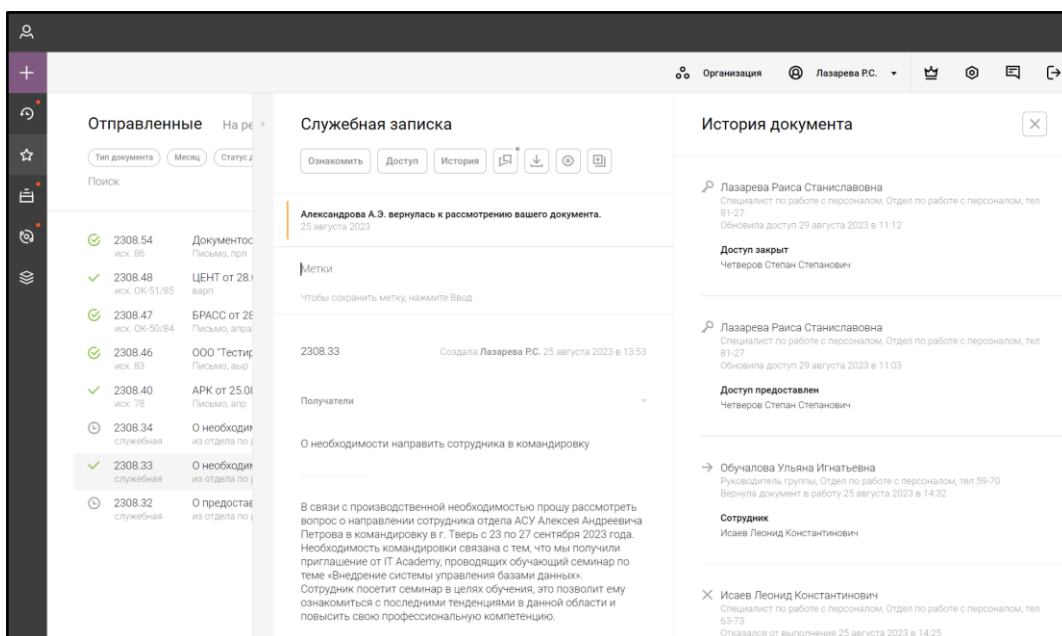 Организация
Лазарева Р.С.
Отправленные
На ре
Тип документа
Месяц
Статус д
Поиск
2308.54
Документос
исх. 86
Письмо, прл
2308.48
ЦЕНТ от 28.
исх. ОК-51/85
варп
2308.47
БРАСС от 28
исх. ОК-50/84
Письмо, апра
2308.46
ООО "Тестир
исх. 83
Письмо, аыр
2308.40
АРК от 25.08
исх. 78
Письмо, апр
2308.34
О необходим
служебная
из отдела по р
2308.33
О необходим
служебная
из отдела по р
2308.32
О предостав
служебная
из отдела по р
Служебная записка
Ознакомить
Доступ
История
Александрова А.Э. вернулась к рассмотрению вашего документа.
25 августа 2023
Метки
Чтобы сохранить метку, нажмите Ввод
2308.33
Создала Лазарева Р.С. 25 августа 2023 в 13:53
Получатели
О необходимости направить сотрудника в командировку
В связи с производственной необходимостью прошу рассмотреть
вопрос о направлении сотрудника отдела АСУ Алексея Андреевича
Петрова в командировку в г. Тверь с 23 по 27 сентября 2023 года.
Необходимость командировки связана с тем, что мы получили
приглашение от IT Academy, проводящих обучающий семинар по
теме «Внедрение системы управления базами данных».
Сотрудник посетит семинар в целях обучения, это позволит ему
ознакомиться с последними тенденциями в данной области и
повысить свою профессиональную компетенцию.
История документа
Лазарева Раиса Станиславовна
Специалист по работе с персоналом, Отдел по работе с персоналом, тел
81-27
Обновила доступ 29 августа 2023 в 11:12
Доступ закрыт
Четверов Степан Степанович
Лазарева Раиса Станиславовна
Специалист по работе с персоналом, Отдел по работе с персоналом, тел
81-27
Обновила доступ 29 августа 2023 в 11:03
Доступ предоставлен
Четверов Степан Степанович
Обучалова Ульяна Игнатьевна
Руководитель группы, Отдел по работе с персоналом, тел 59-70
Вернула документ в работу 25 августа 2023 в 14:32
Сотрудник
Исаев Леонид Константинович
Исаев Леонид Константинович
Специалист по работе с персоналом, Отдел по работе с персоналом, тел
63-73
Отказался от выполнения 25 августа 2023 в 14:25